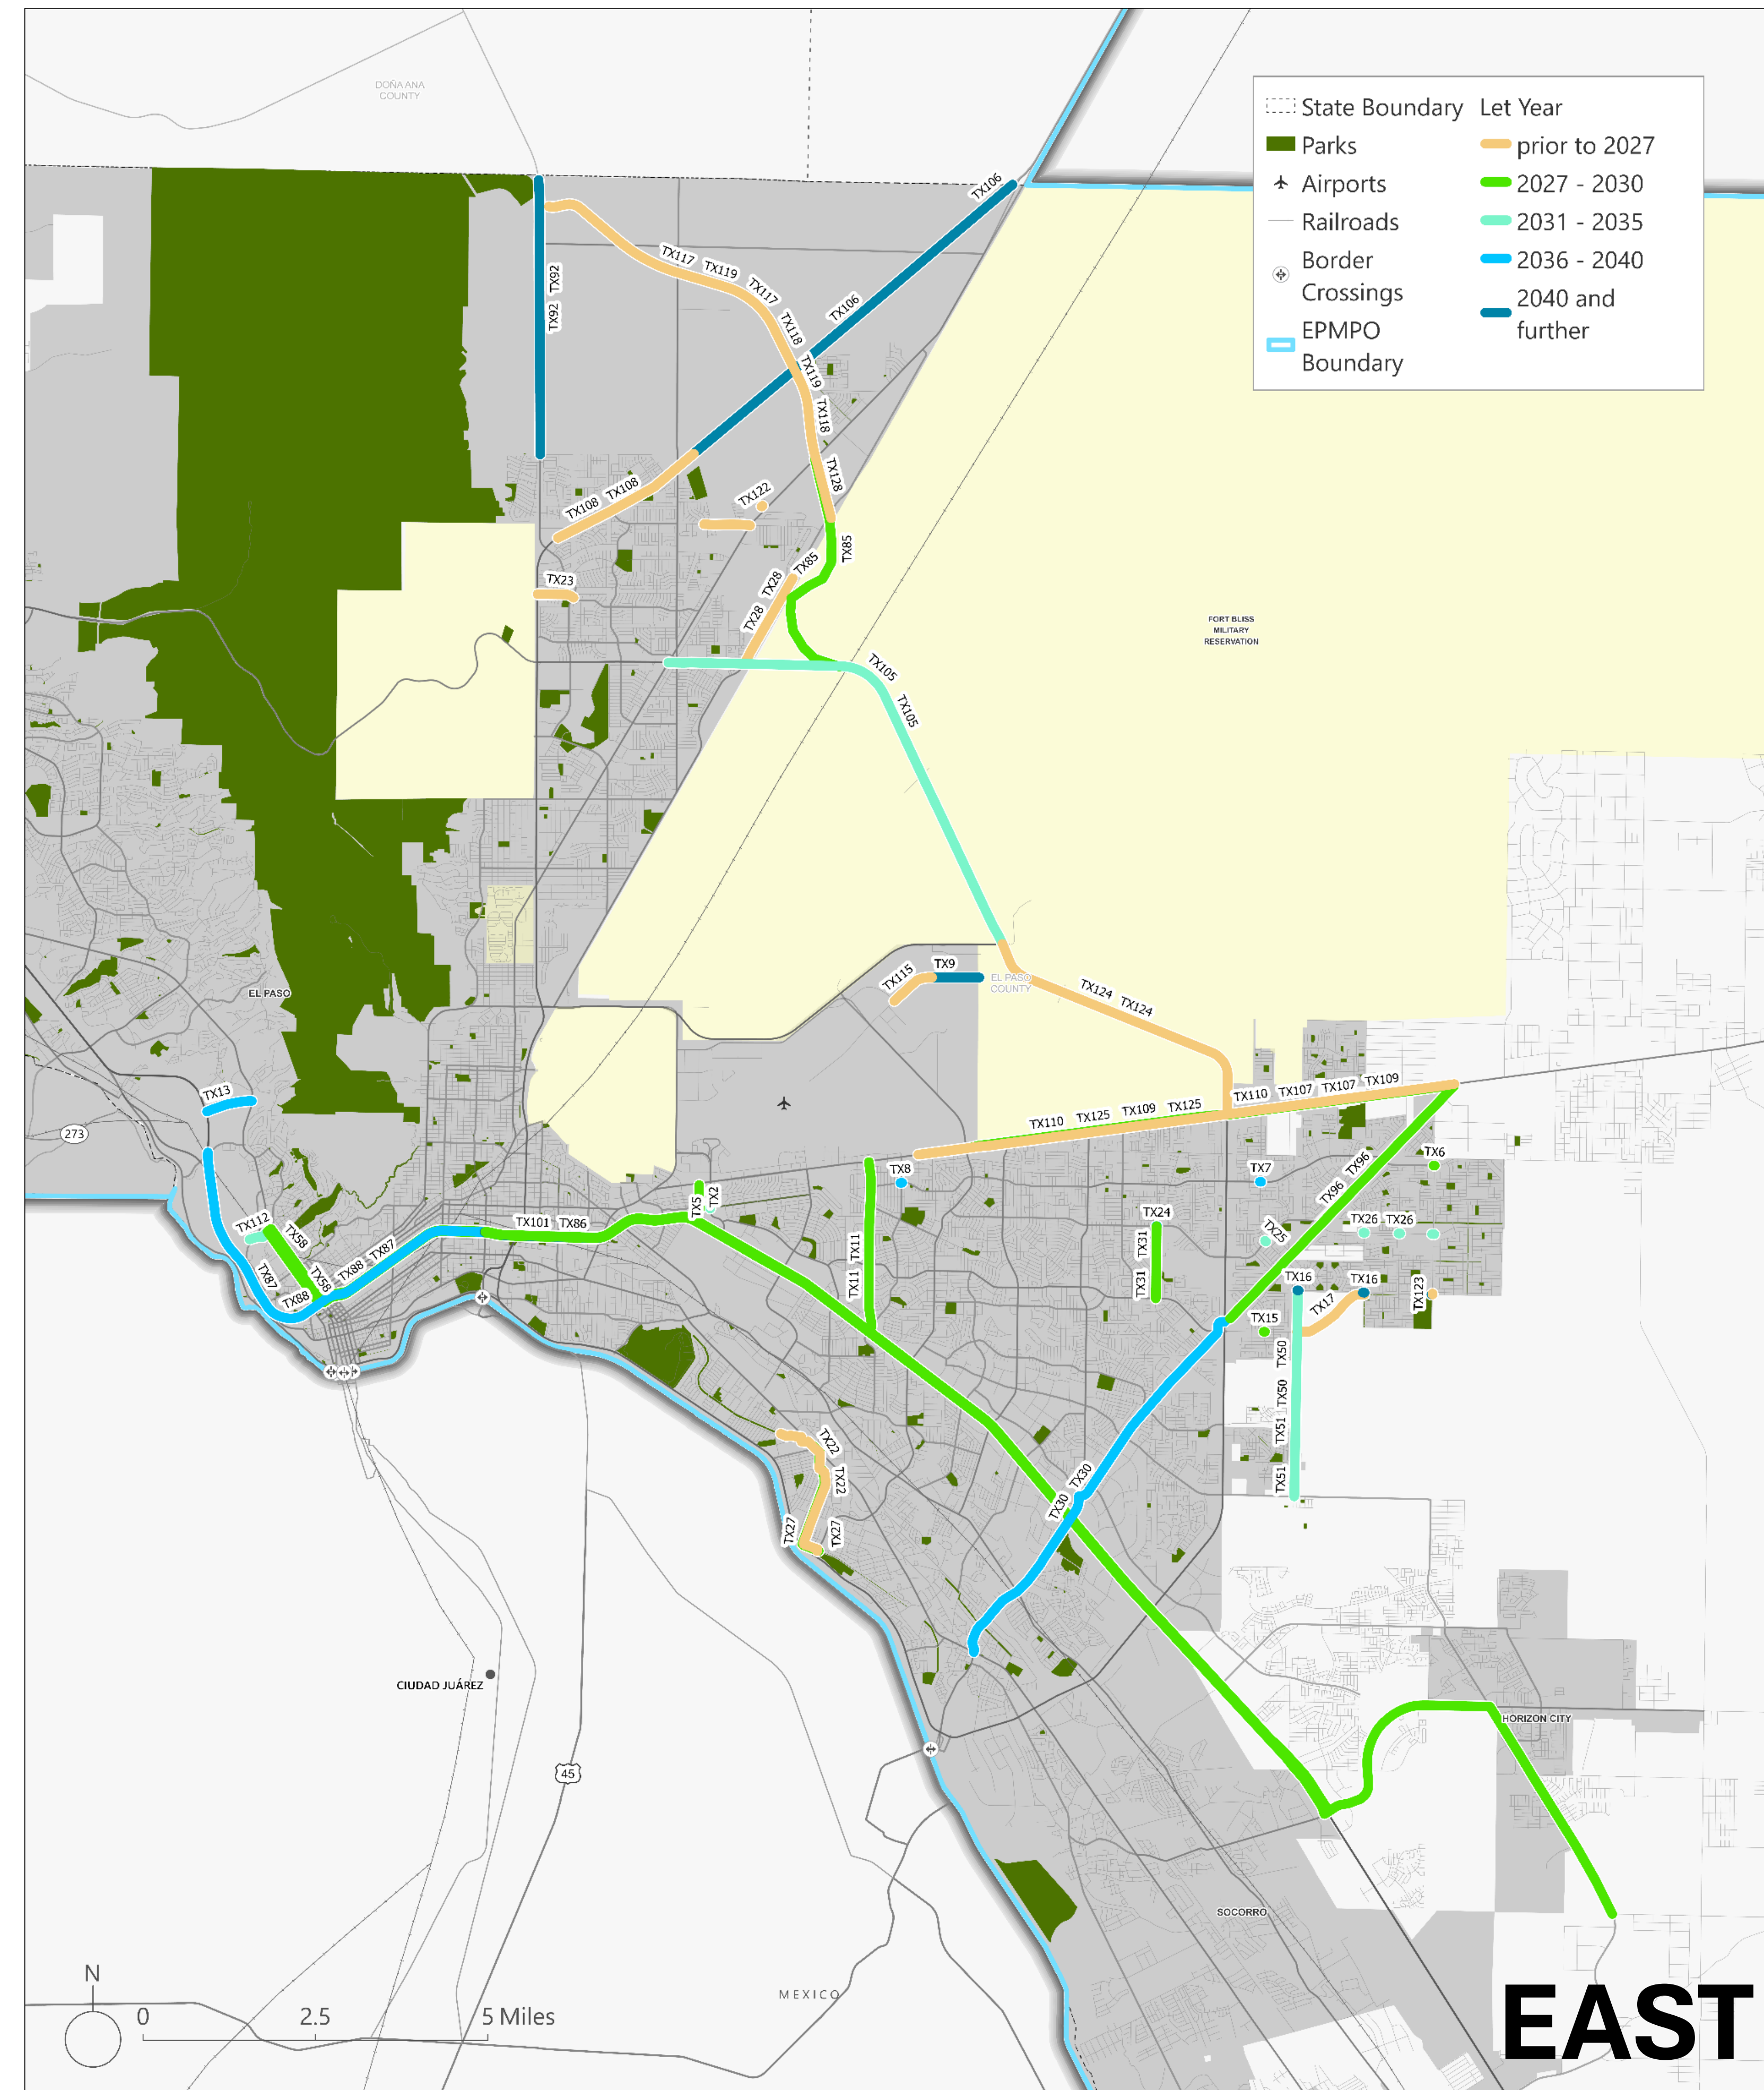 DOÑA ANA
COUNTY
State Boundary
Parks
Airports
Railroads
Border
Crossings
EPMPO
Boundary
Let Year
prior to 2027
2027 - 2030
2031 - 2035
2036 - 2040
2040 and
further
TX106
TX92
TX92
TX117
TX119
TX117
TX118
TX106
TX119
TX118
TX128
TX108
TX108
TX122
TX85
TX85
TX28
TX28
TX23
FORT BLISS
MILITARY
RESERVATION
TX105
TX105
TX115
TX9
EL PASO
COUNTY
TX124
TX124
EL PASO
TX13
273
TX110
TX125
TX109
TX125
TX110
TX107
TX107
TX109
TX8
TX7
TX6
TX96
TX96
TX5
TX2
TX112
TX58
TX58
TX101
TX86
TX87
TX88
TX87
TX88
TX11
TX11
TX24
TX31
TX31
TX25
TX26
TX26
TX16
TX16
TX17
TX123
TX15
TX50
TX50
TX51
TX51
TX30
TX30
TX22
TX22
TX27
TX27
CIUDAD JUÁREZ
45
HORIZON CITY
SOCORRO
MEXICO
N
0
2.5
5 Miles
EAST